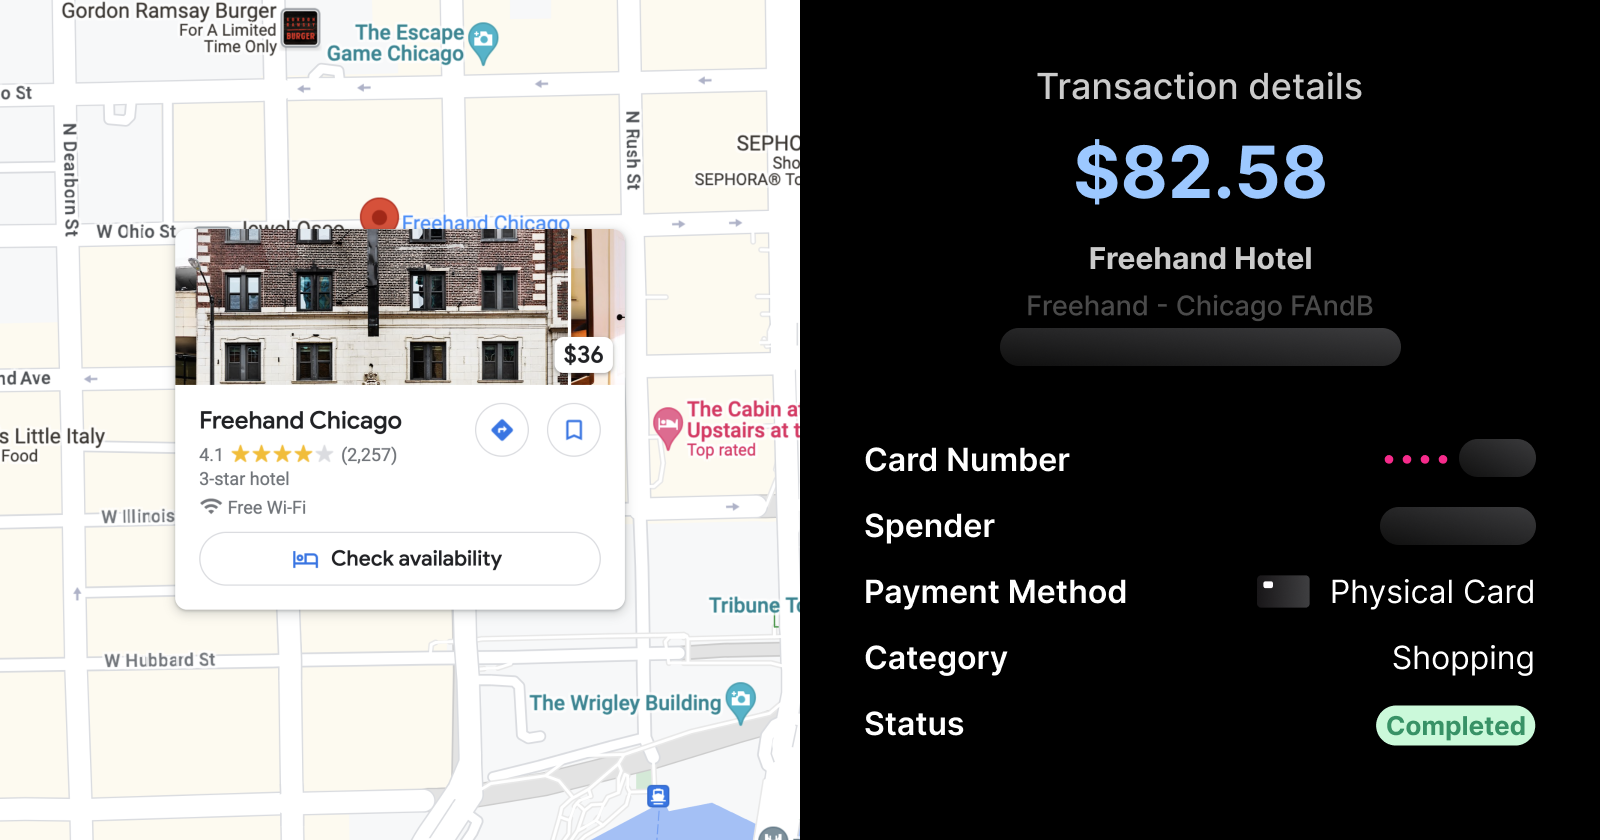 Gordon Ramsay Burger
For A Limited
Time Only
BURGER
The Escape
Game Chicago
o St
N Dearborn St
N Rush St
SEPHO
Sho
SEPHORA® To
W Ohio St
Jewel-Osco
Freehand Chicago
$36
nd Ave
s Little Italy
Food
Freehand Chicago
4.1 (2,257)
3-star hotel
Free Wi-Fi
Check availability
The Cabin at
Upstairs at t
Top rated
W Illinois
Tribune To
W Hubbard St
The Wrigley Building
Transaction details
$82.58
Freehand Hotel
Freehand - Chicago FAndB
Card Number ••••
Spender
Payment Method Physical Card
Category Shopping
Status Completed